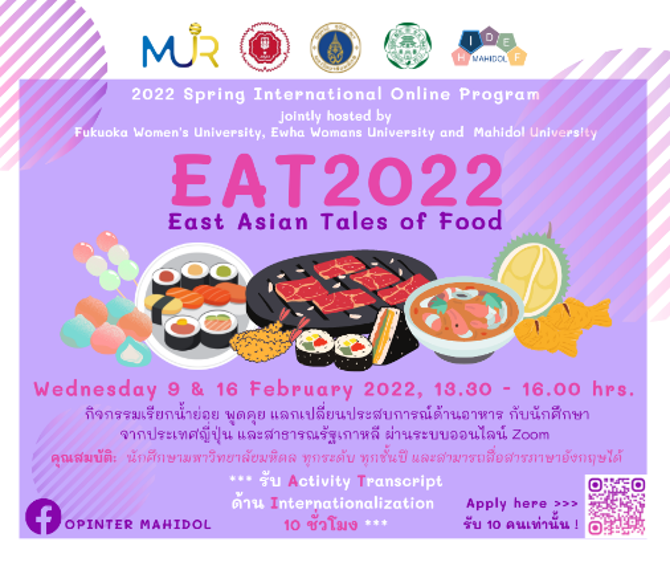 MUR
HIDEF
MAHIDOL
2022 Spring International Online Program
Jointly hosted by
Fukuoka Women's University, Ewha Womans University and Mahidol University
EAT2022
East Asian Tales of Food
Wednesday 9 & 16 February 2022, 13.30 - 16.00 hrs.
กิจกรรมเรียกน้ำย่อย พูดคุย แลกเปลี่ยนประสบการณ์ด้านอาหาร กับนักศึกษา
จากประเทศญี่ปุ่น และสาธารณรัฐเกาหลี ผ่านระบบออนไลน์ Zoom
คุณสมบัติ: นักศึกษามหาวิทยาลัยมหิดล ทุกระดับ ทุกชั้นปี และสามารถสื่อสารภาษาอังกฤษได้
*** รับ Activity Transcript
ด้าน Internationalization
10 ชั่วโมง ***
Apply here >>>
รับ 10 คนเท่านั้น !
OPINTER MAHIDOL